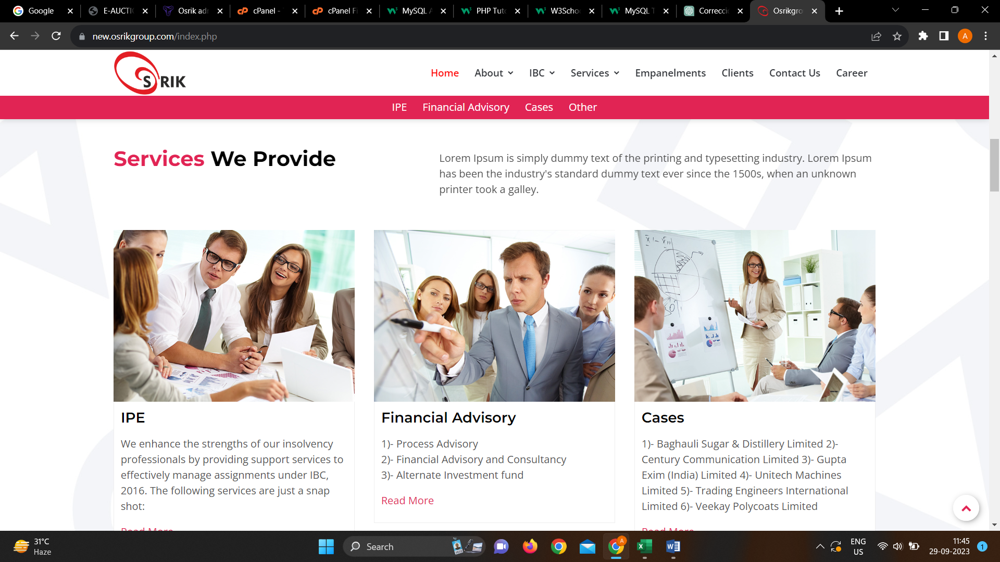 Google
E-AUCTI
Osrik adr
cPanel -
cPanel Fi
MySQL A
PHP Tuto
W3Schoo
MySQL T
Correcci
Osrikgro
new.osrikgroup.com/index.php
A
SRIK
Home About IBC Services Empanelments Clients Contact Us Career
IPE Financial Advisory Cases Other
Services We Provide
Lorem Ipsum is simply dummy text of the printing and typesetting industry. Lorem Ipsum
has been the industry's standard dummy text ever since the 1500s, when an unknown
printer took a galley.
IPE
We enhance the strengths of our insolvency
professionals by providing support services to
effectively manage assignments under IBC,
2016. The following services are just a snap
shot:
Read More
Financial Advisory
1)- Process Advisory
2)- Financial Advisory and Consultancy
3)- Alternate Investment fund
Read More
Cases
1)- Baghauli Sugar & Distillery Limited 2)-
Century Communication Limited 3)- Gupta
Exim (India) Limited 4)- Unitech Machines
Limited 5)- Trading Engineers International
Limited 6)- Veekay Polycoats Limited
Read More
31°C
Haze
Search
ENG
US
11:45
29-09-2023
1